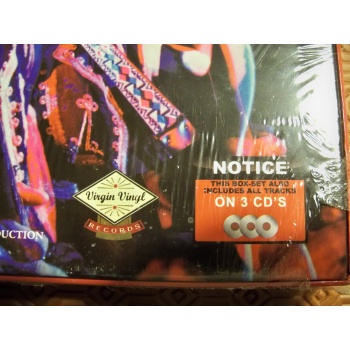 NOTICE:
THIS BOX-SET ALSO
INCLUDES ALL TRACKS
ON 3 CD'S
Virgin Vinyl
RECORDS
DUCTION